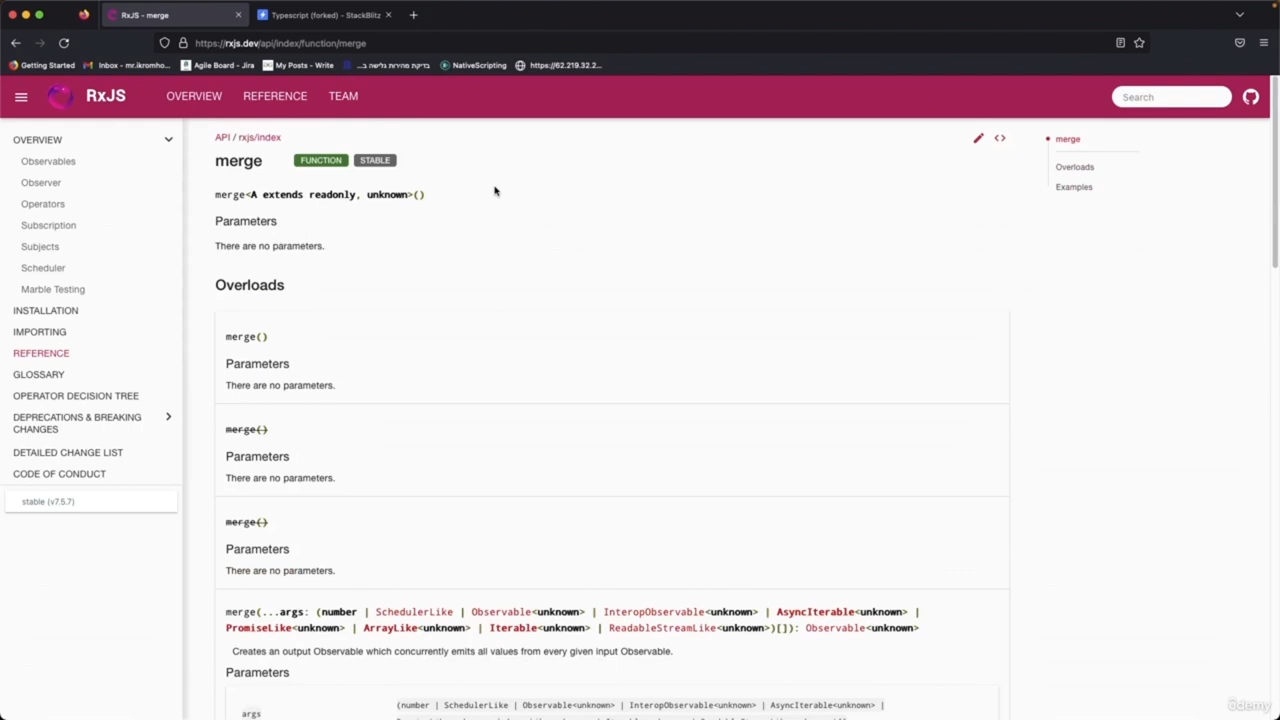 RxJS - merge
Typescript (forked) - StackBlitz
https://rxjs.dev/api/index/function/merge
Getting Started
Inbox - mr.ikromho...
Agile Board - Jira
My Posts - Write
בדיקת מהירות גלישה ב...
NativeScripting
https://62.219.32.2...
RxJS
OVERVIEW
REFERENCE
TEAM
Search
OVERVIEW
Observables
Observer
Operators
Subscription
Subjects
Scheduler
Marble Testing
INSTALLATION
IMPORTING
REFERENCE
GLOSSARY
OPERATOR DECISION TREE
DEPRECATIONS & BREAKING
CHANGES
DETAILED CHANGE LIST
CODE OF CONDUCT
stable (v7.5.7)
API / rxjs/index
merge FUNCTION STABLE
merge<A extends readonly, unknown>()
Parameters
There are no parameters.
Overloads
merge()
Parameters
There are no parameters.
merge()
Parameters
There are no parameters.
merge()
Parameters
There are no parameters.
merge(...args: (number | SchedulerLike | Observable<unknown> | InteropObservable<unknown> | AsyncIterable<unknown> |
PromiseLike<unknown> | ArrayLike<unknown> | Iterable<unknown> | ReadableStreamLike<unknown>)[]): Observable<unknown>
Creates an output Observable which concurrently emits all values from every given input Observable.
Parameters
args
(number | SchedulerLike | Observable<unknown> | InteropObservable<unknown> | AsyncIterable<unknown> |
merge
Overloads
Examples
ûdemy